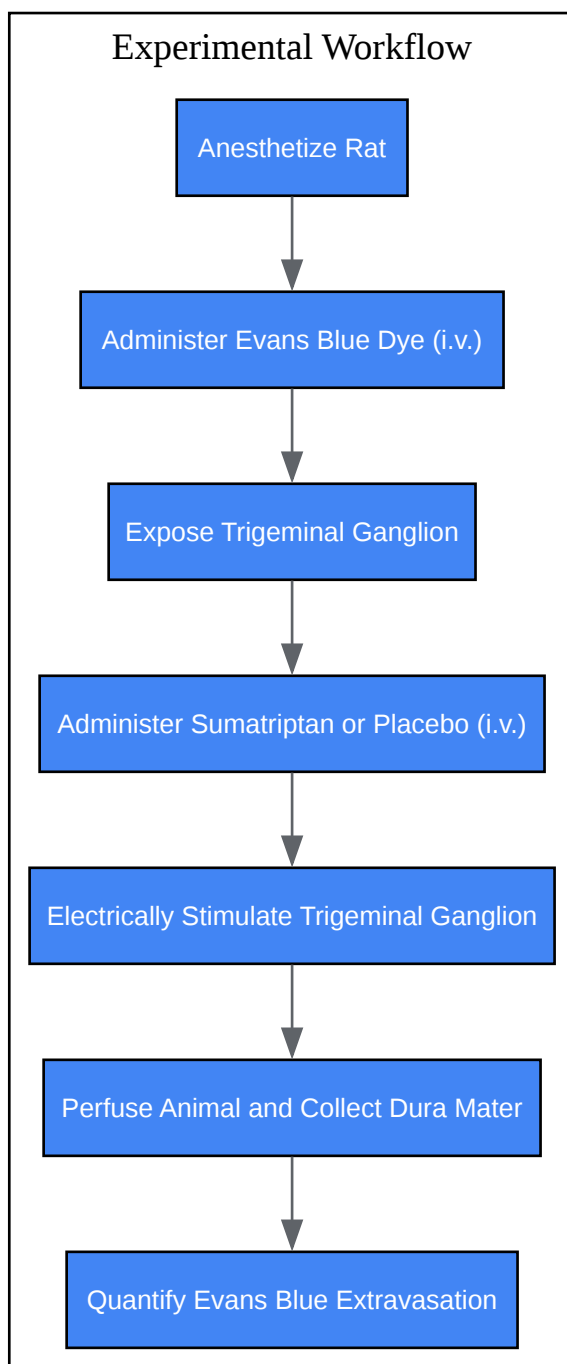 Experimental Workflow
Anesthetize Rat
Administer Evans Blue Dye (i.v.)
Expose Trigeminal Ganglion
Administer Sumatriptan or Placebo (i.v.)
Electrically Stimulate Trigeminal Ganglion
Perfuse Animal and Collect Dura Mater
Quantify Evans Blue Extravasation